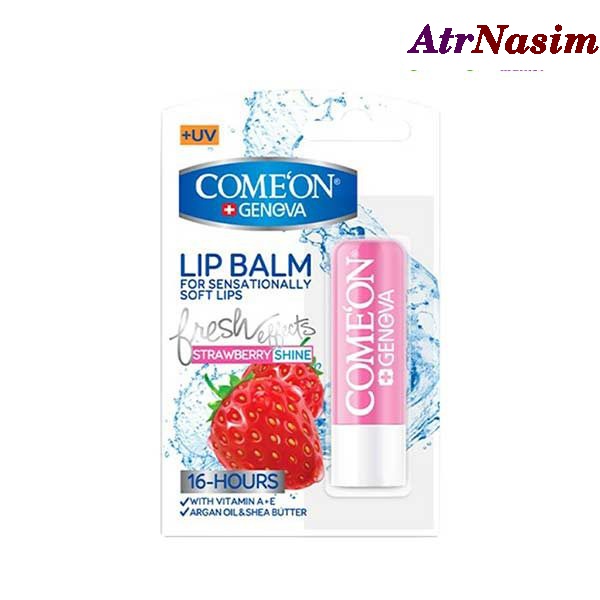 AtrNasim
+UV
COME'ON®
GENEVA
LIP BALM
FOR SENSATIONALLY
SOFT LIPS
fresh effects
STRAWBERRY SHINE
16-HOURS
✓WITH VITAMIN A+E
✓ARGAN OIL&SHEA BUTTER
COME'ON®
GENEVA